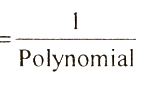 = 1
Polynomial